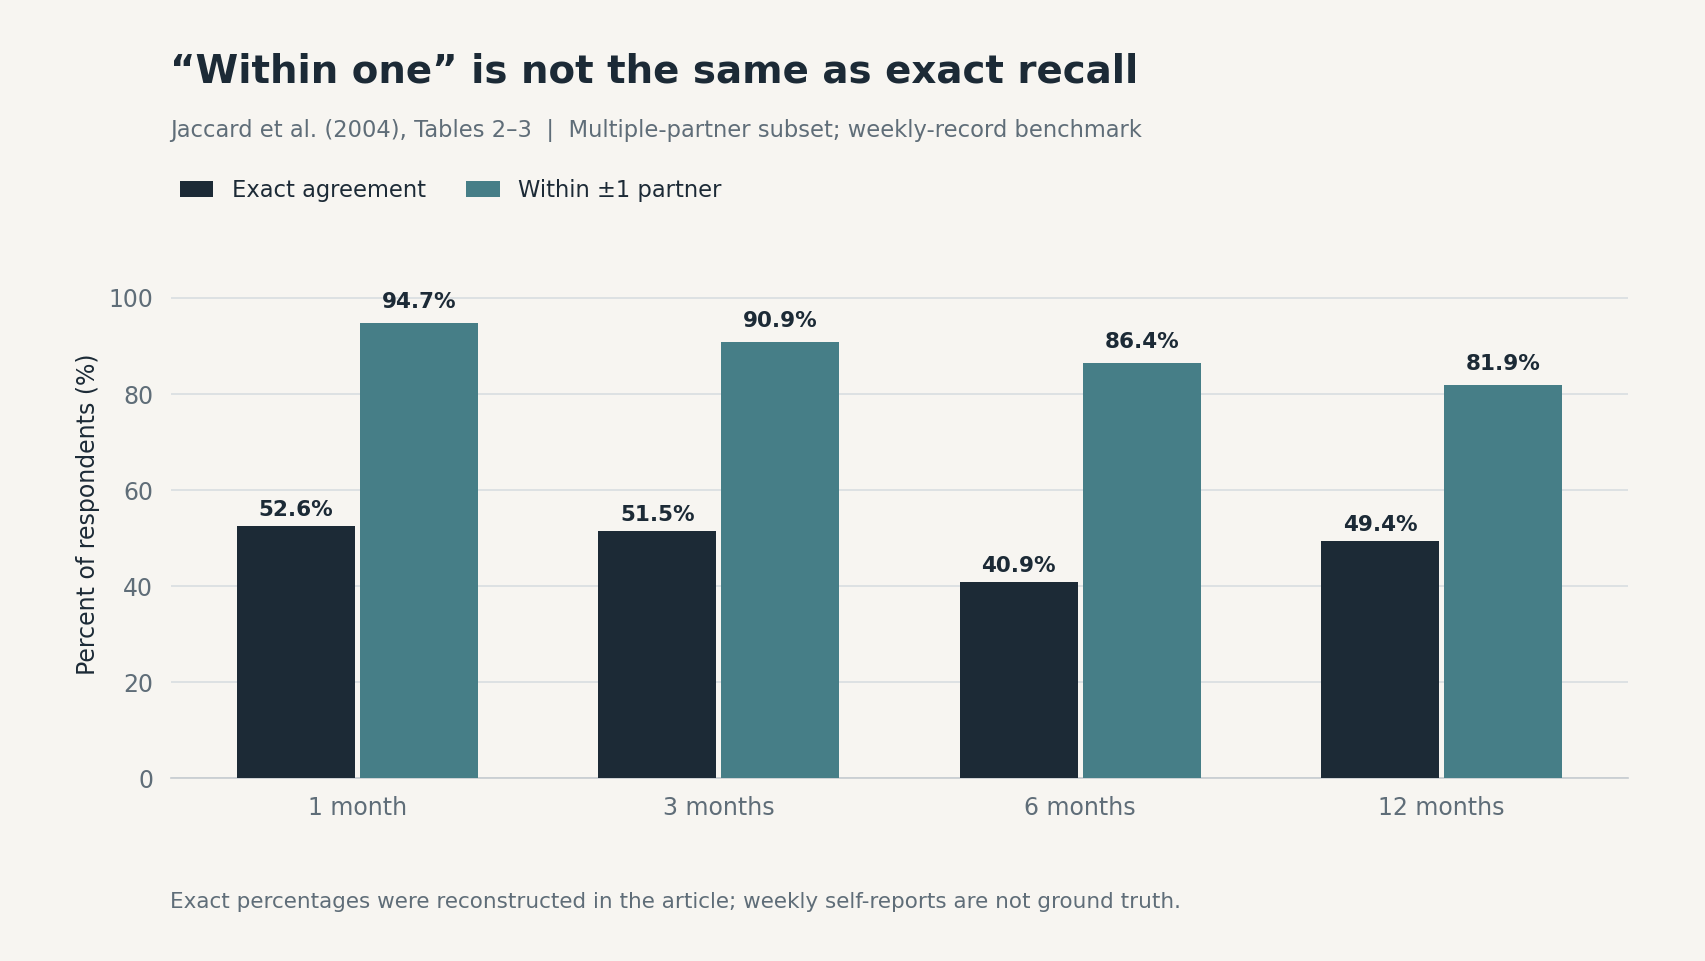 “Within one” is not the same as exact recall
Jaccard et al. (2004), Tables 2–3 | Multiple-partner subset; weekly-record benchmark
Exact agreement
Within ±1 partner
Percent of respondents (%)
100
80
60
40
20
0
52.6%
94.7%
51.5%
90.9%
40.9%
86.4%
49.4%
81.9%
1 month
3 months
6 months
12 months
Exact percentages were reconstructed in the article; weekly self-reports are not ground truth.